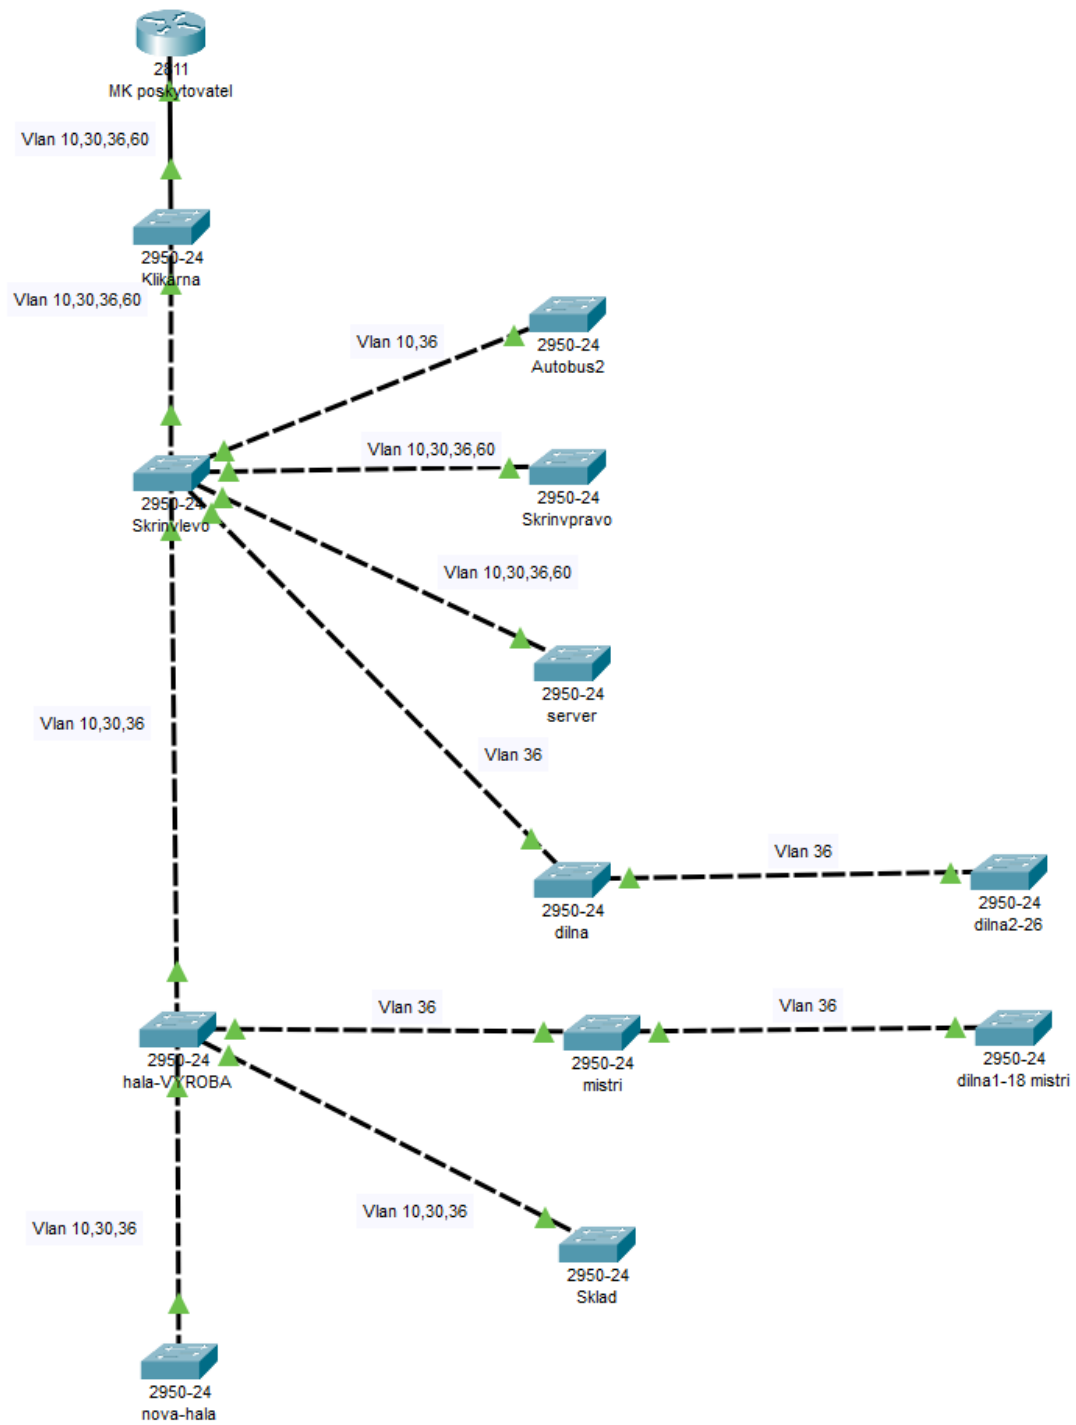 2811
MK poskytovatel
Vlan 10,30,36,60
2950-24
Klikarna
Vlan 10,30,36,60
2950-24
Autobus2
Vlan 10,36
Vlan 10,30,36,60
2950-24
Skrinvlevo
2950-24
Skrinvpravo
Vlan 10,30,36,60
2950-24
server
Vlan 10,30,36
Vlan 36
2950-24
dilna
Vlan 36
2950-24
dilna2-26
Vlan 36
Vlan 36
2950-24
hala-VYROBA
2950-24
mistri
2950-24
dilna1-18 mistri
Vlan 10,30,36
Vlan 10,30,36
2950-24
Sklad
2950-24
nova-hala